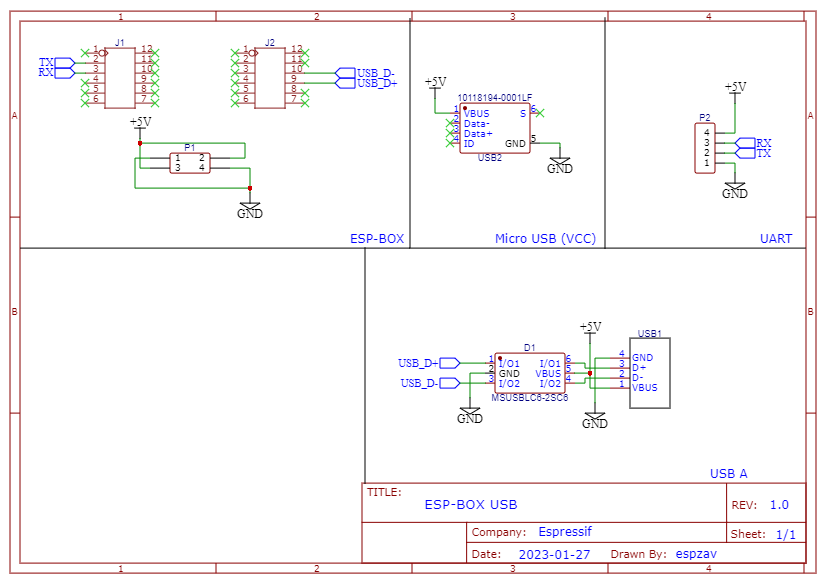 1 2 3 4
A A
J1
1 12
2 11
3 10
4 9
5 8
6 7
TX
RX
J2
1 12
2 11
3 10
4 9
5 8
6 7
USB_D-
USB_D+
+5V
P1
1 2
3 4
GND
ESP-BOX
+5V
10118194-0001LF
1 VBUS S 6
2 Data-
3 Data+
4 ID GND 5
USB2
GND
Micro USB (VCC)
+5V
P2
4
3 RX
2 TX
1
GND
UART
B B
USB_D+
USB_D-
D1
1 I/O1 I/O1 6
2 GND VBUS 5
3 I/O2 I/O2 4
MSUSBLC6-2SC6
GND
+5V
USB1
4 GND
3 D+
2 D-
1 VBUS
GND
USB A
TITLE:
ESP-BOX USB
REV: 1.0
Company: Espressif
Sheet: 1/1
Date: 2023-01-27 Drawn By: espzav
1 2 3 4